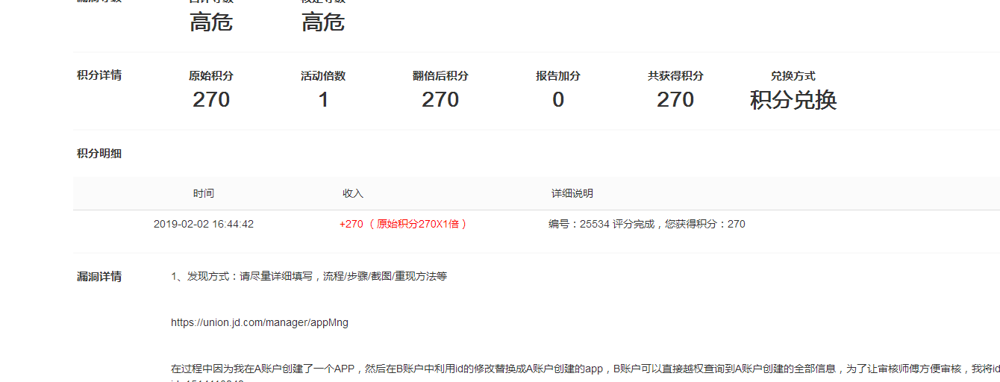 高危 高危
积分详情 原始积分 活动倍数 翻倍后积分 报告加分 共获得积分 兑换方式
270 1 270 0 270 积分兑换
积分明细
时间 收入 详细说明
2019-02-02 16:44:42 +270 （原始积分270X1倍） 编号：25534 评分完成，您获得积分：270
漏洞详情 1、发现方式：请尽量详细填写，流程/步骤/截图/重现方法等
https://union.jd.com/manager/appMng
在过程中因为我在A账户创建了一个APP，然后在B账户中利用id的修改替换成A账户创建的app，B账户可以直接越权查询到A账户创建的全部信息，为了让审核师傅方便审核，我将id